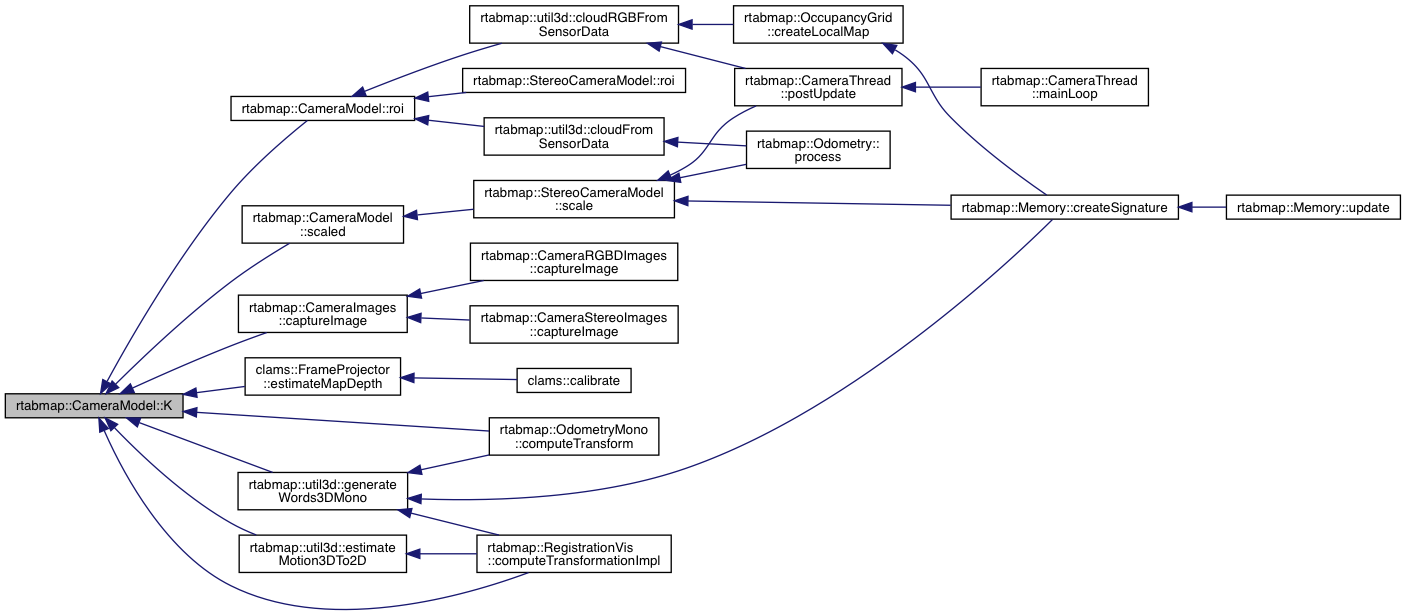 rtabmap::util3d::cloudRGBFrom
SensorData
rtabmap::OccupancyGrid
::createLocalMap
rtabmap::StereoCameraModel::roi
rtabmap::CameraThread
::postUpdate
rtabmap::CameraThread
::mainLoop
rtabmap::CameraModel::roi
rtabmap::util3d::cloudFrom
SensorData
rtabmap::Odometry::
process
rtabmap::StereoCameraModel
::scale
rtabmap::Memory::createSignature
rtabmap::Memory::update
rtabmap::CameraModel
::scaled
rtabmap::CameraRGBDImages
::captureImage
rtabmap::CameraImages
::captureImage
rtabmap::CameraStereoImages
::captureImage
clams::FrameProjector
::estimateMapDepth
clams::calibrate
rtabmap::CameraModel::K
rtabmap::OdometryMono
::computeTransform
rtabmap::util3d::generate
Words3DMono
rtabmap::util3d::estimate
Motion3DTo2D
rtabmap::RegistrationVis
::computeTransformationImpl